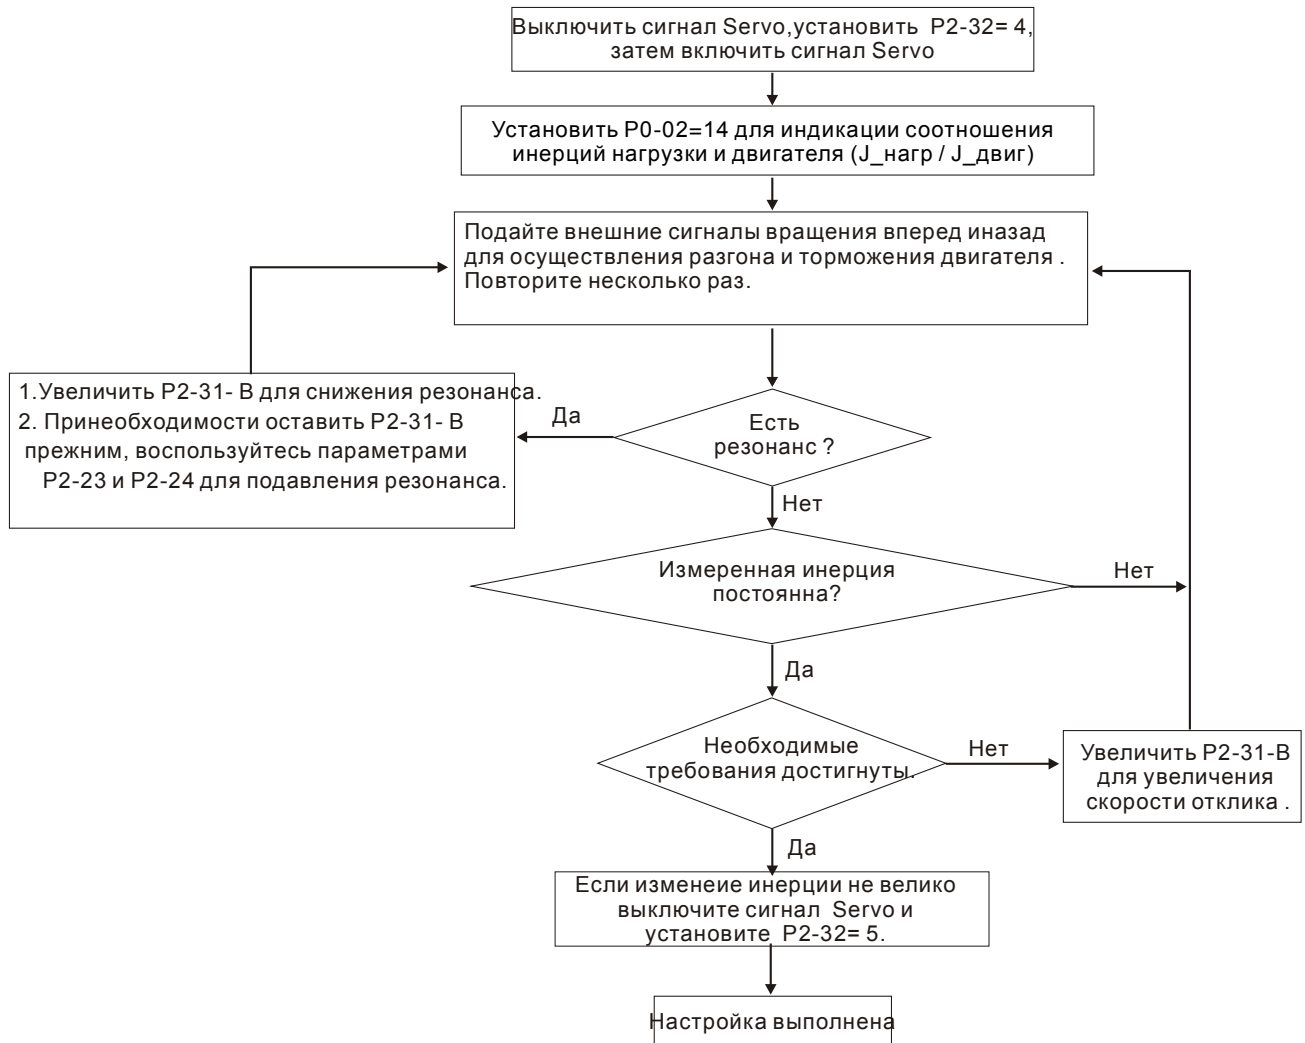 Выключить сигнал Servo,установить P2-32= 4,
затем включить сигнал Servo
Установить P0-02=14 для индикации соотношения
инерций нагрузки и двигателя (J_нагр / J_двиг)
Подайте внешние сигналы вращения вперед иназад
для осуществления разгона и торможения двигателя .
Повторите несколько раз.
1.Увеличить P2-31- B для снижения резонанса.
2. Принеобходимости оставить P2-31- B
прежним, воспользуйтесь параметрами
P2-23 и P2-24 для подавления резонанса.
Да
Есть
резонанс ?
Нет
Измеренная инерция
постоянна?
Нет
Да
Необходимые
требования достигнуты.
Нет
Увеличить P2-31-B
для увеличения
скорости отклика .
Да
Если изменеие инерции не велико
выключите сигнал Servo и
установите P2-32= 5.
Настройка выполнена